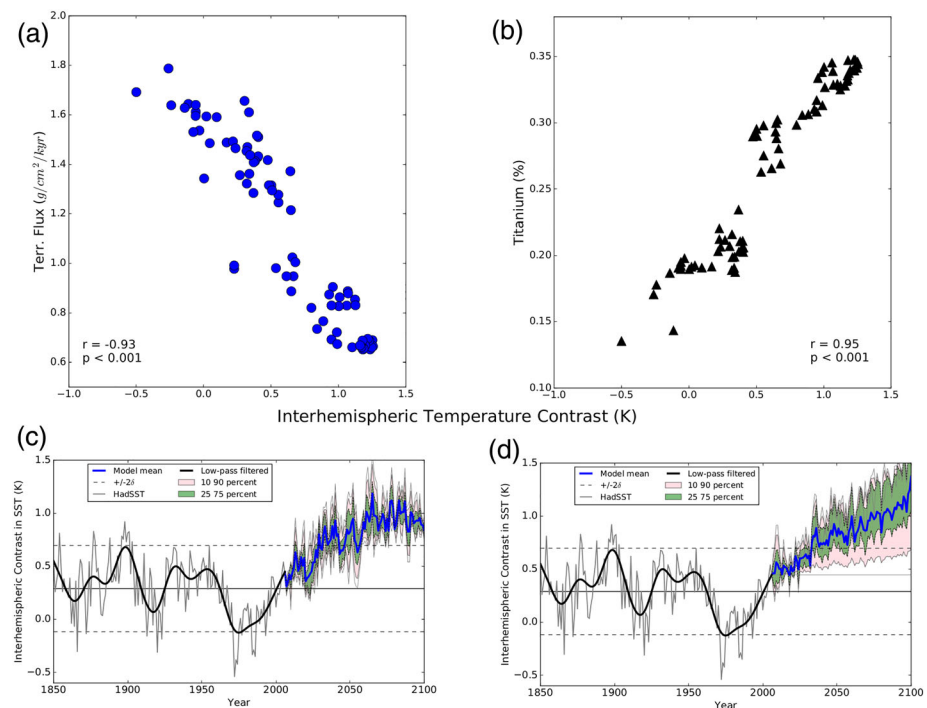 (a)
2.0
1.8
1.6
1.4
1.2
1.0
0.8
0.6
Terr. Flux (g/cm²/kyr)
r = -0.93
p < 0.001
−1.0 −0.5 0.0 0.5 1.0 1.5
(b)
0.35
0.30
0.25
0.20
0.15
0.10
Titanium (%)
r = 0.95
p < 0.001
−1.0 −0.5 0.0 0.5 1.0 1.5
Interhemispheric Temperature Contrast (K)
(c)
1.5
1.0
0.5
0.0
−0.5
Interhemispheric Contrast in SST (K)
Model mean
+/-2δ
HadSST
Low-pass filtered
10 90 percent
25 75 percent
1850 1900 1950 2000 2050 2100
Year
(d)
1.5
1.0
0.5
0.0
−0.5
Interhemispheric Contrast in SST (K)
Model mean
+/-2δ
HadSST
Low-pass filtered
10 90 percent
25 75 percent
1850 1900 1950 2000 2050 2100
Year